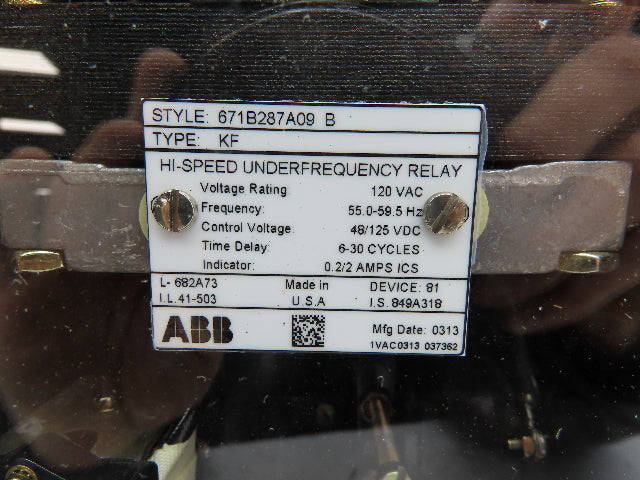 STYLE: 671B287A09 B
TYPE: KF
HI-SPEED UNDERFREQUENCY RELAY
Voltage Rating: 120 VAC
Frequency: 55.0-59.5 Hz
Control Voltage: 48/125 VDC
Time Delay: 6-30 CYCLES
Indicator: 0.2/2 AMPS ICS
L- 682A73 Made in DEVICE: 81
I.L. 41-503 U.S.A I.S. 849A318
ABB Mfg Date: 0313
1VAC0313 037362